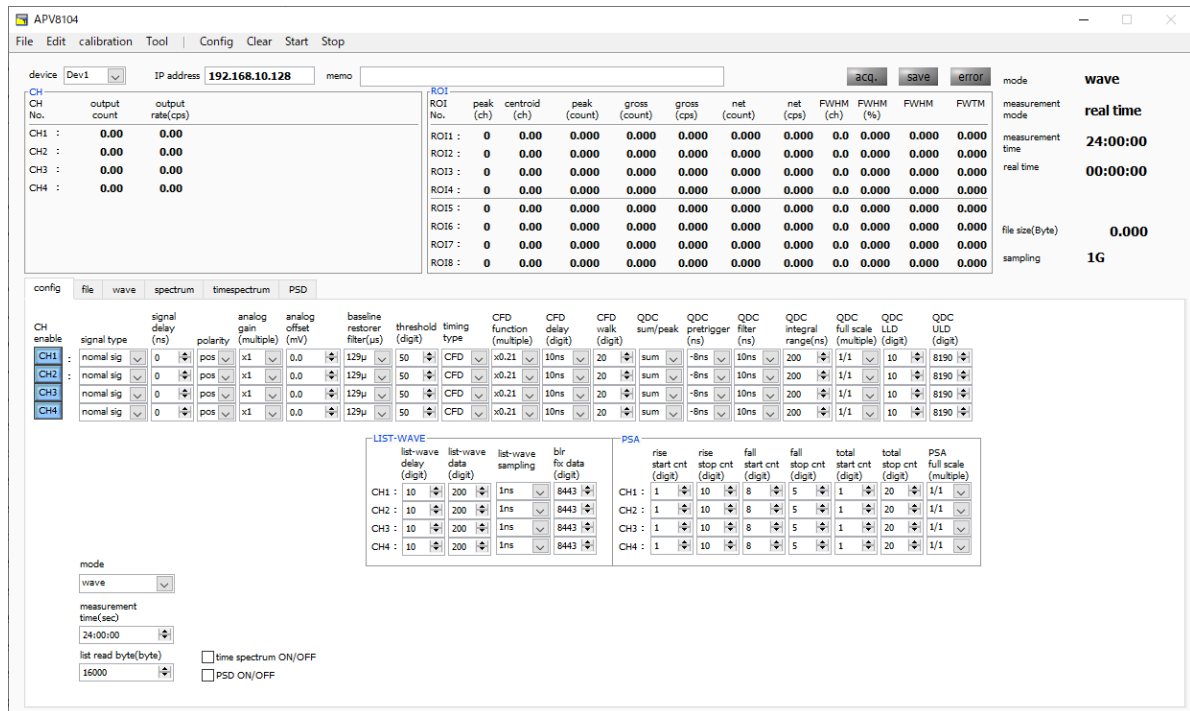 APV8104
File Edit calibration Tool | Config Clear Start Stop
device Dev1 IP address 192.168.10.128 memo acq. save error mode wave
CH
CH No. output count output rate(cps)
CH1 : 0.00 0.00
CH2 : 0.00 0.00
CH3 : 0.00 0.00
CH4 : 0.00 0.00
ROI
ROI No. peak (ch) centroid (ch) peak (count) gross (count) gross (cps) net (count) net (cps) FWHM (ch) FWHM (%) FWHM FWTM
ROI1 : 0 0.00 0.000 0.000 0.000 0.000 0.000 0.0 0.000 0.000 0.000
ROI2 : 0 0.00 0.000 0.000 0.000 0.000 0.000 0.0 0.000 0.000 0.000
ROI3 : 0 0.00 0.000 0.000 0.000 0.000 0.000 0.0 0.000 0.000 0.000
ROI4 : 0 0.00 0.000 0.000 0.000 0.000 0.000 0.0 0.000 0.000 0.000
ROI5 : 0 0.00 0.000 0.000 0.000 0.000 0.000 0.0 0.000 0.000 0.000
ROI6 : 0 0.00 0.000 0.000 0.000 0.000 0.000 0.0 0.000 0.000 0.000
ROI7 : 0 0.00 0.000 0.000 0.000 0.000 0.000 0.0 0.000 0.000 0.000
ROI8 : 0 0.00 0.000 0.000 0.000 0.000 0.000 0.0 0.000 0.000 0.000
measurement mode real time
measurement time 24:00:00
real time 00:00:00
file size(Byte) 0.000
sampling 1G
config file wave spectrum timespectrum PSD
CH enable signal type signal delay (ns) polarity analog gain (multiple) analog offset (mV) baseline restorer filter(μs) threshold (digit) timing type CFD function (multiple) CFD delay (digit) CFD walk (digit) QDC sum/peak QDC pretrigger (ns) QDC filter (ns) QDC integral range(ns) QDC full scale (multiple) QDC LLD (digit) QDC ULD (digit)
CH1 : nomal sig 0 pos x1 0.0 129μ 50 CFD x0.21 10ns 20 sum -8ns 10ns 200 1/1 10 8190
CH2 : nomal sig 0 pos x1 0.0 129μ 50 CFD x0.21 10ns 20 sum -8ns 10ns 200 1/1 10 8190
CH3 nomal sig 0 pos x1 0.0 129μ 50 CFD x0.21 10ns 20 sum -8ns 10ns 200 1/1 10 8190
CH4 nomal sig 0 pos x1 0.0 129μ 50 CFD x0.21 10ns 20 sum -8ns 10ns 200 1/1 10 8190
LIST-WAVE
list-wave delay (digit) list-wave data (digit) list-wave sampling blr fix data (digit)
CH1 : 10 200 1ns 8443
CH2 : 10 200 1ns 8443
CH3 : 10 200 1ns 8443
CH4 : 10 200 1ns 8443
PSA
rise start cnt (digit) rise stop cnt (digit) fall start cnt (digit) fall stop cnt (digit) total start cnt (digit) total stop cnt (digit) PSA full scale (multiple)
CH1 : 1 10 8 5 1 20 1/1
CH2 : 1 10 8 5 1 20 1/1
CH3 : 1 10 8 5 1 20 1/1
CH4 : 1 10 8 5 1 20 1/1
mode
wave
measurement
time(sec)
24:00:00
list read byte(byte)
16000
time spectrum ON/OFF
PSD ON/OFF